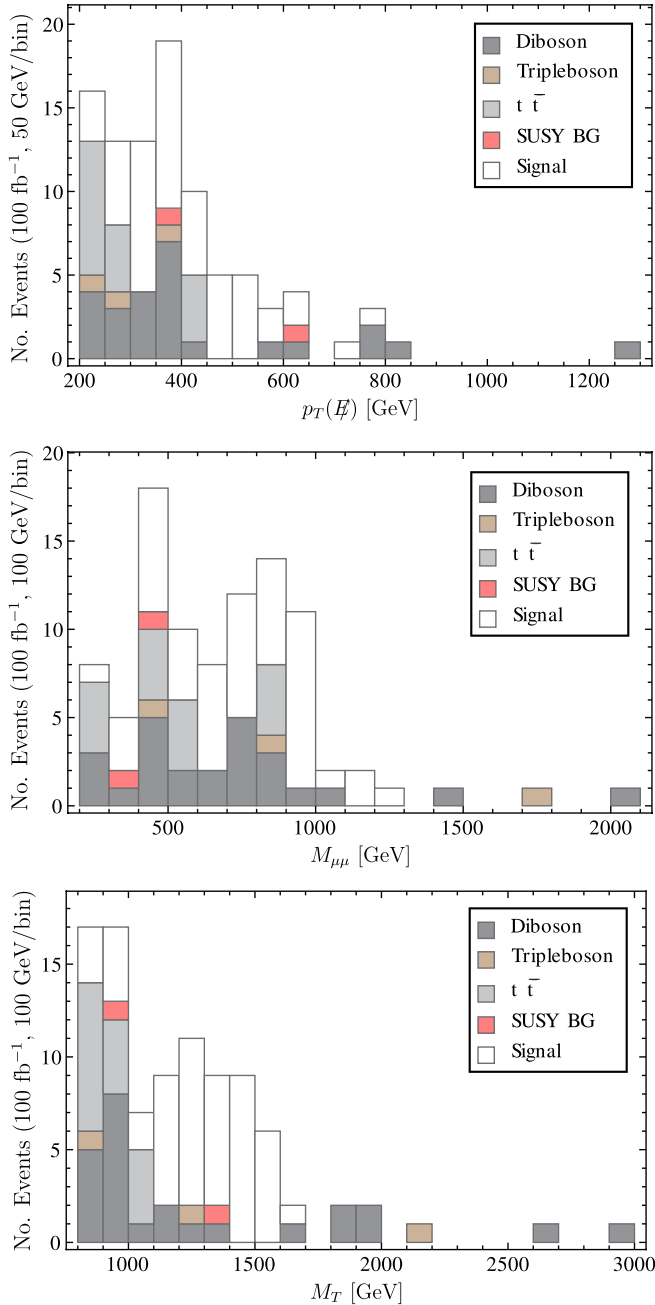 No. Events (100 fb⁻¹, 50 GeV/bin)
20
15
10
5
0
Diboson
Tripleboson
t t̅
SUSY BG
Signal
200 400 600 800 1000 1200
p_T(E̸) [GeV]
No. Events (100 fb⁻¹, 100 GeV/bin)
20
15
10
5
0
Diboson
Tripleboson
t t̅
SUSY BG
Signal
500 1000 1500 2000
M_μμ [GeV]
No. Events (100 fb⁻¹, 100 GeV/bin)
15
10
5
0
Diboson
Tripleboson
t t̅
SUSY BG
Signal
1000 1500 2000 2500 3000
M_T [GeV]